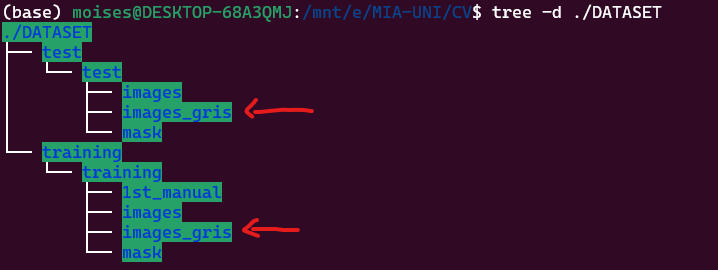 (base) moises@DESKTOP-68A3QMJ:/mnt/e/MIA-UNI/CV$ tree -d ./DATASET
./DATASET
├── test
│   └── test
│       ├── images
│       ├── images_gris
│       └── mask
└── training
    └── training
        ├── 1st_manual
        ├── images
        ├── images_gris
        └── mask